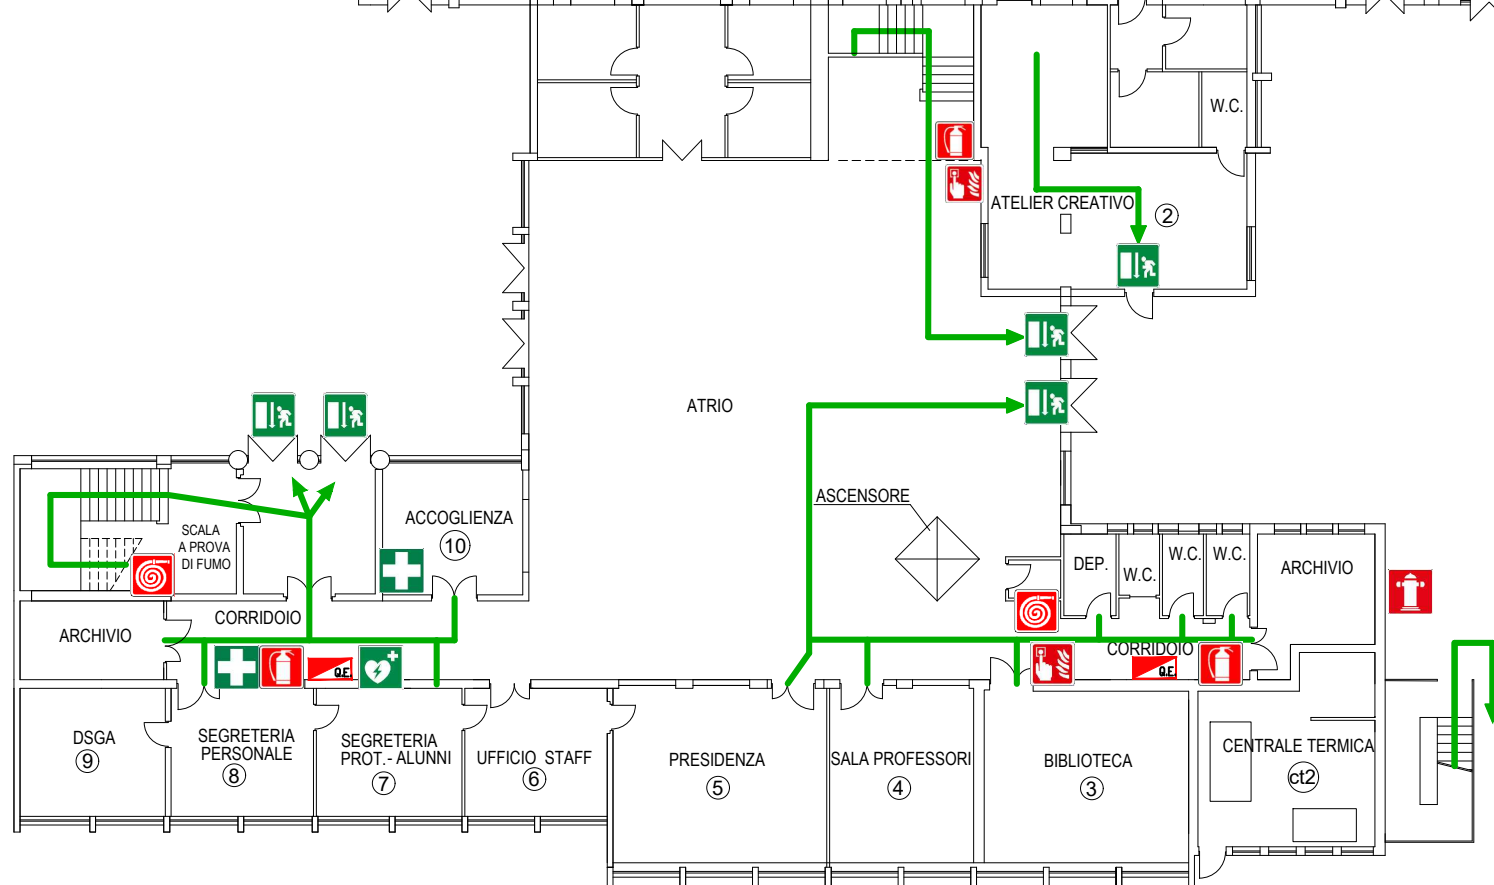 W.C.
ATELIER CREATIVO
2
ATRIO
ASCENSORE
ACCOGLIENZA
10
SCALA
A PROVA
DI FUMO
DEP.
W.C.
W.C.
W.C.
ARCHIVIO
CORRIDOIO
ARCHIVIO
CORRIDOIO
Q.E.
Q.E.
DSGA
9
SEGRETERIA
PERSONALE
8
SEGRETERIA
PROT.- ALUNNI
7
UFFICIO STAFF
6
PRESIDENZA
5
SALA PROFESSORI
4
BIBLIOTECA
3
CENTRALE TERMICA
ct2